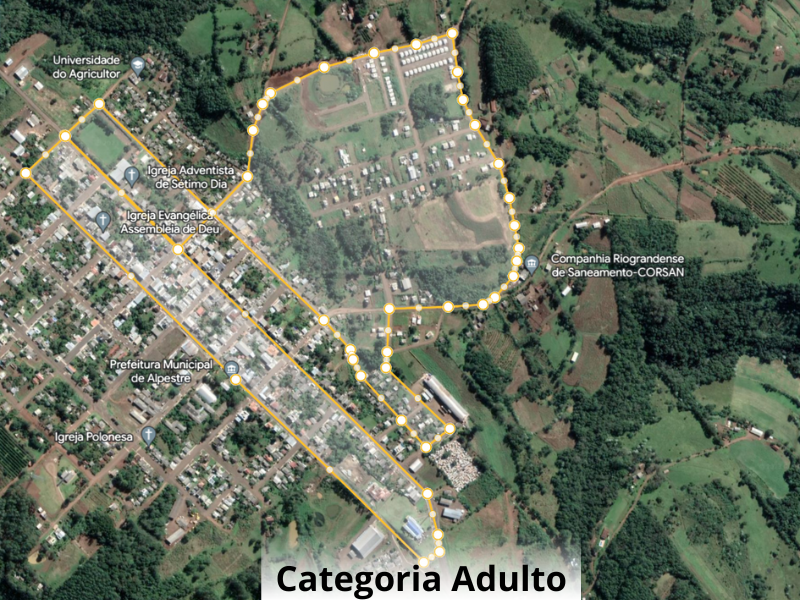 Universidade
do Agricultor
Igreja Adventista
de Sétimo Dia
Igreja Evangélica
Assembleia de Deu
Companhia Riograndense
de Saneamento-CORSAN
Prefeitura Municipal
de Alpestre
Igreja Polonesa
Categoria Adulto